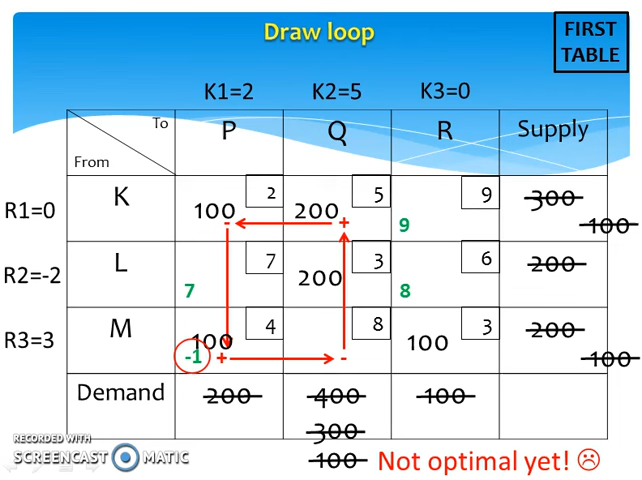 Draw loop
FIRST
TABLE
K1=2 K2=5 K3=0
To
From
P Q R Supply
R1=0 K 100 2 200 5 9 300
- + 9 100
R2=-2 L 7 200 3 6 200
7 8
R3=3 M 100 4 8 100 3 200
-1 + - 100
Demand 200 400 100
300
100
Not optimal yet! ☹
RECORDED WITH
SCREENCAST MATIC